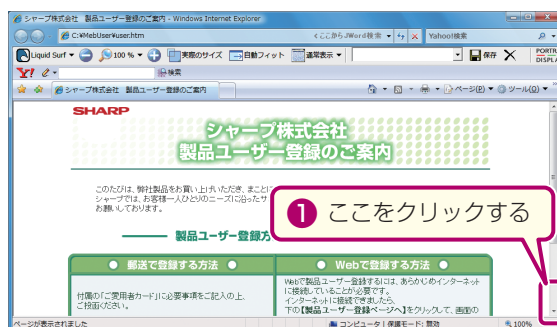 シャープ株式会社 製品ユーザー登録のご案内 - Windows Internet Explorer
C:¥WebUser¥user.htm
<ここから JWord検索
Yahoo!検索
Liquid Surf
100 %
実際のサイズ
自動フィット
通常表示
保存
PORTR
DISPLA
Y!
検索
シャープ株式会社 製品ユーザー登録のご案内
ページ(P)
ツール(O)
SHARP
シャープ株式会社
製品ユーザー登録のご案内
このたびは、弊社製品をお買い上げいただき、まことに
シャープでは、お客様一人ひとりのニーズに沿ったサ
お願いしております。
製品ユーザー登録方
1 ここをクリックする
郵送で登録する方法
付属の「ご愛用者カード」に必要事項をご記入の上、
ご投函ください。
Webで登録する方法
Webで製品ユーザー登録するには、あらかじめインターネット
に接続していることが必要です。
インターネットに接続できましたら、
下の【製品ユーザー登録ページへ】をクリックして、画面の
ページが表示されました
コンピュータ | 保護モード: 無効
100%